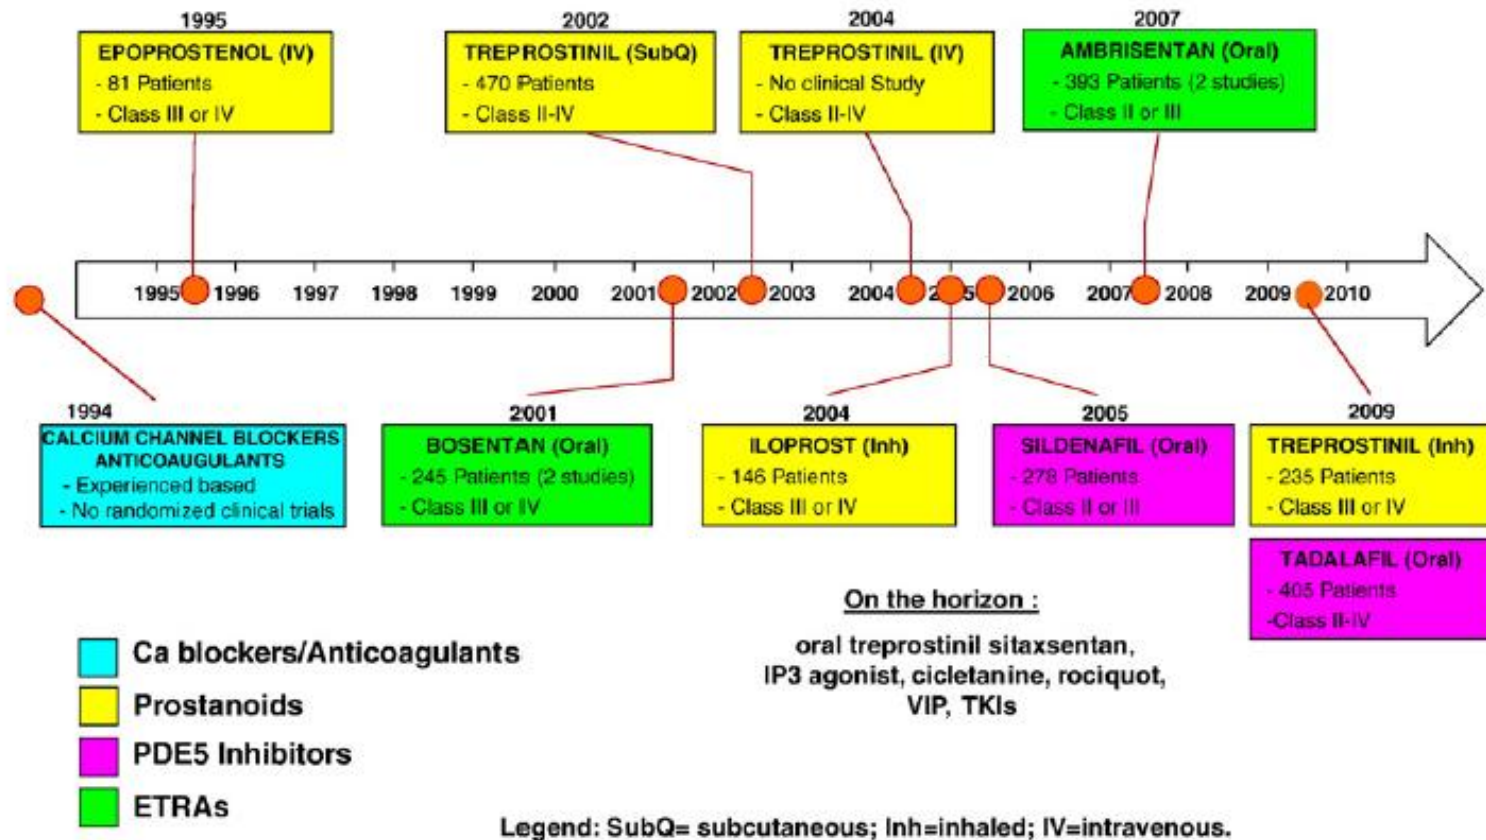 1995
EPOPROSTENOL (IV)
- 81 Patients
- Class III or IV
2002
TREPROSTINIL (SubQ)
- 470 Patients
- Class II-IV
2004
TREPROSTINIL (IV)
- No clinical Study
- Class II-IV
2007
AMBRISENTAN (Oral)
- 393 Patients (2 studies)
- Class II or III
1995 1996 1997 1998 1999 2000 2001 2002 2003 2004 2005 2006 2007 2008 2009 2010
1994
CALCIUM CHANNEL BLOCKERS
ANTICOAUGULANTS
- Experienced based
- No randomized clinical trials
2001
BOSENTAN (Oral)
- 245 Patients (2 studies)
- Class III or IV
2004
ILOPROST (Inh)
- 146 Patients
- Class III or IV
2005
SILDENAFIL (Oral)
- 278 Patients
- Class II or III
2009
TREPROSTINIL (Inh)
- 235 Patients
- Class III or IV
TADALAFIL (Oral)
- 405 Patients
-Class II-IV
On the horizon :
oral treprostinil sitaxsentan,
IP3 agonist, cicletanine, rociquot,
VIP, TKIs
Ca blockers/Anticoagulants
Prostanoids
PDE5 Inhibitors
ETRAs
Legend: SubQ= subcutaneous; Inh=inhaled; IV=intravenous.